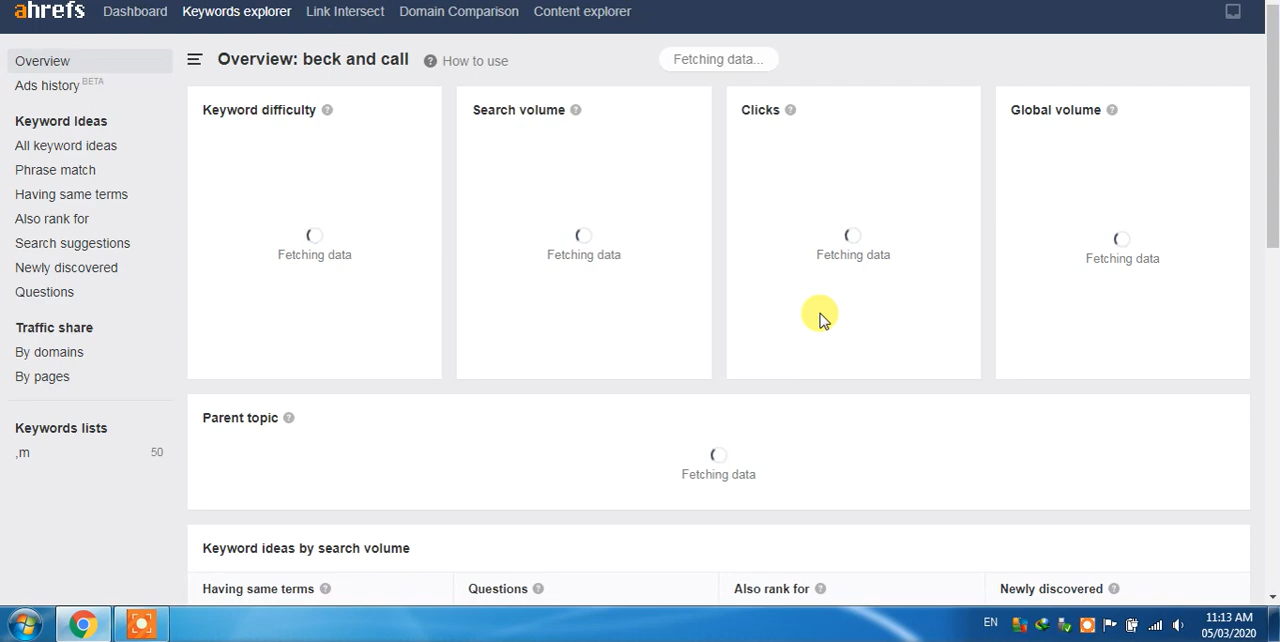 ahrefs Dashboard Keywords explorer Link Intersect Domain Comparison Content explorer
Overview
Ads history BETA
Keyword Ideas
All keyword ideas
Phrase match
Having same terms
Also rank for
Search suggestions
Newly discovered
Questions
Traffic share
By domains
By pages
Keywords lists
,m 50
Overview: beck and call ? How to use Fetching data...
Keyword difficulty ?
Fetching data
Search volume ?
Fetching data
Clicks ?
Fetching data
Global volume ?
Fetching data
Parent topic ?
Fetching data
Keyword ideas by search volume
Having same terms ? Questions ? Also rank for ? Newly discovered ?
EN 11:13 AM
05/03/2020